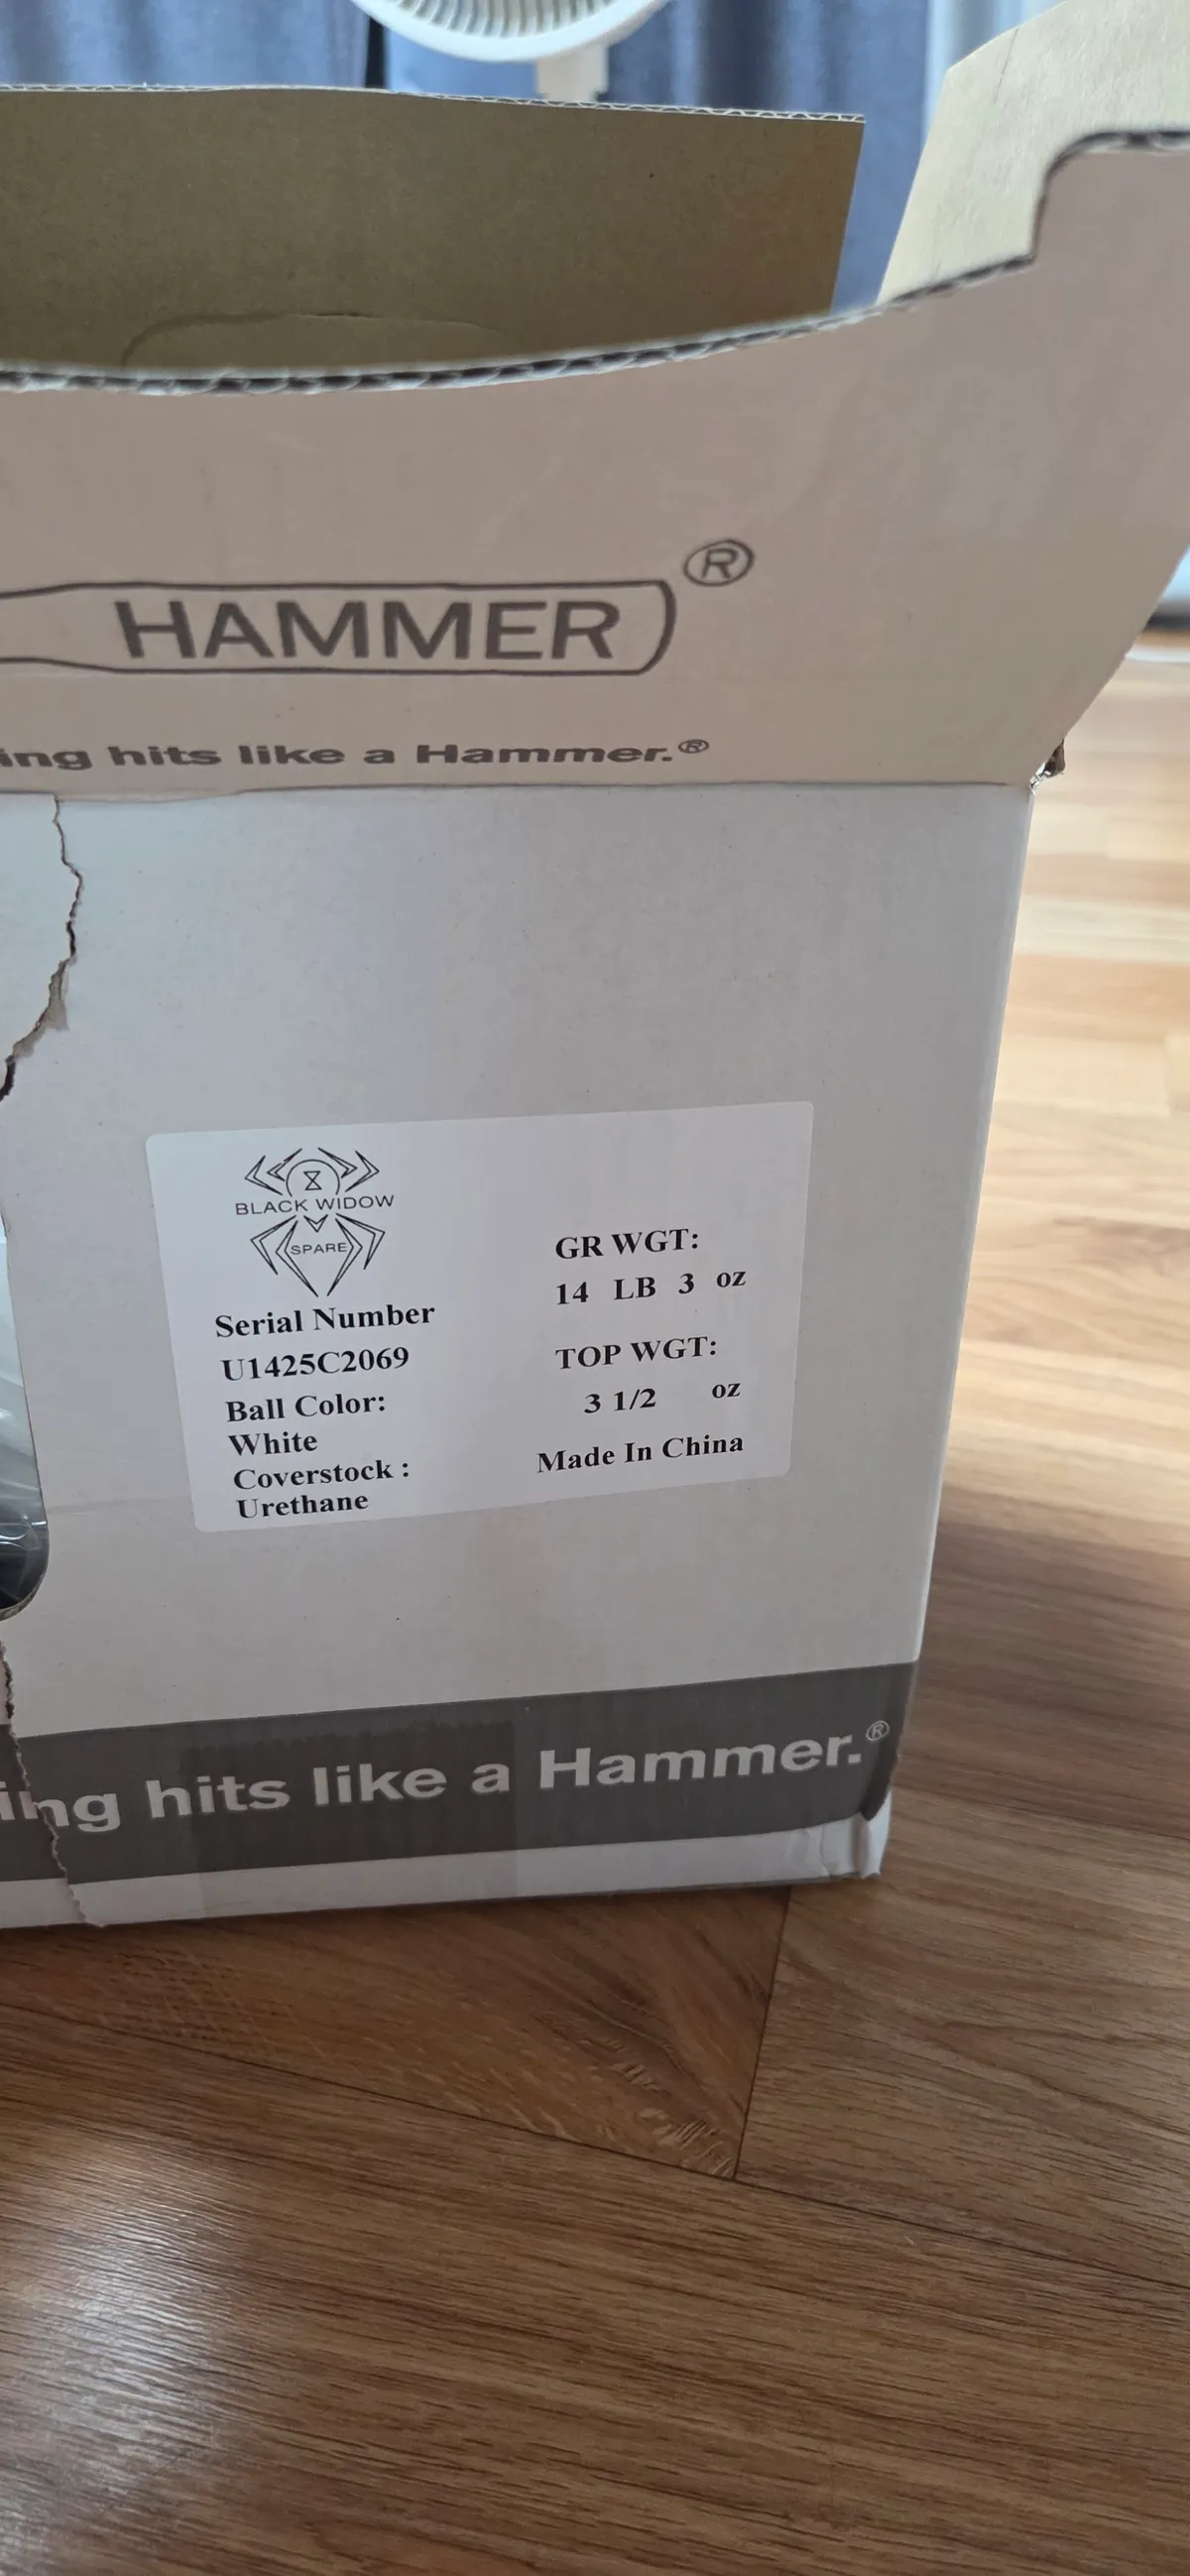 HAMMER®
ing hits like a Hammer.®
BLACK WIDOW
SPARE
Serial Number
U1425C2069
Ball Color:
White
Coverstock :
Urethane
GR WGT:
14 LB 3 oz
TOP WGT:
3 1/2 oz
Made In China
ing hits like a Hammer.®